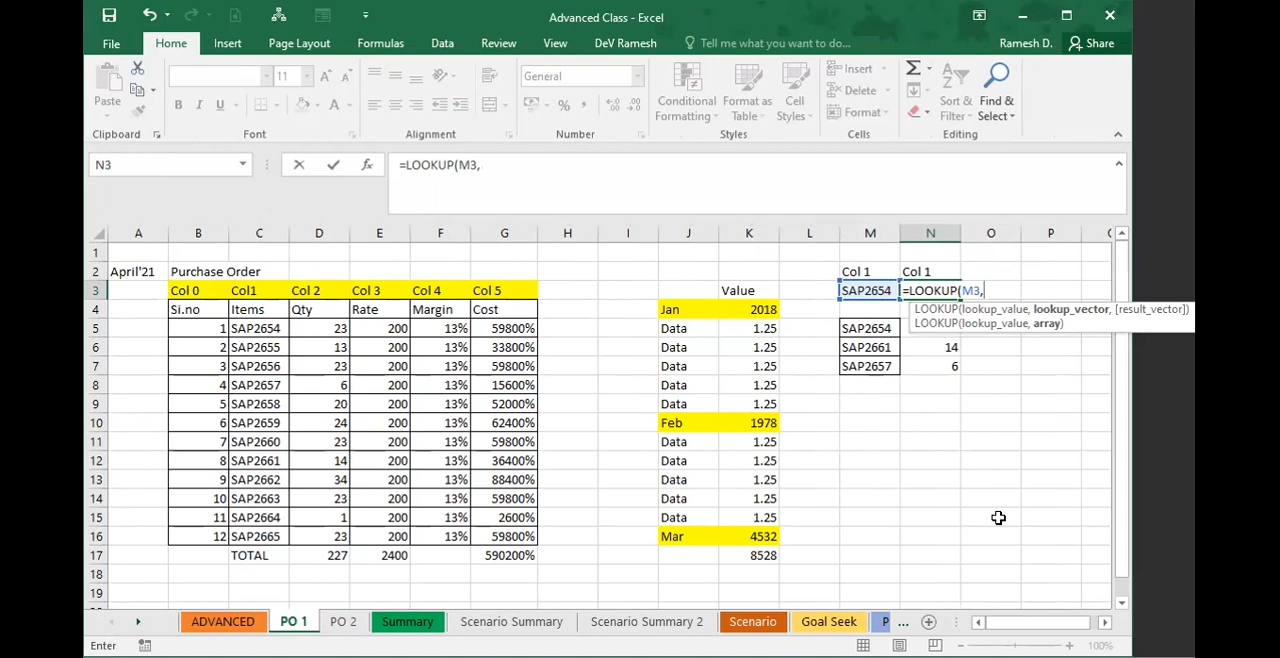 Advanced Class - Excel
File Home Insert Page Layout Formulas Data Review View DeV Ramesh Tell me what you want to do... Ramesh D. Share
11 General Insert
Paste Conditional Formatting Format as Table Cell Styles Delete Sort & Filter Find & Select
B I U A % Format
Clipboard Font Alignment Number Styles Cells Editing
N3 fx =LOOKUP(M3,
A B C D E F G H I J K L M N O P
1
2 April'21 Purchase Order Col 1 Col 1
3 Col 0 Col1 Col 2 Col 3 Col 4 Col 5 Value SAP2654 =LOOKUP(M3,
4 Si.no Items Qty Rate Margin Cost Jan 2018 LOOKUP(lookup_value, lookup_vector, [result_vector])
LOOKUP(lookup_value, array)
5 1 SAP2654 23 200 13% 59800% Data 1.25 SAP2654
6 2 SAP2655 13 200 13% 33800% Data 1.25 SAP2661 14
7 3 SAP2656 23 200 13% 59800% Data 1.25 SAP2657 6
8 4 SAP2657 6 200 13% 15600% Data 1.25
9 5 SAP2658 20 200 13% 52000% Data 1.25
10 6 SAP2659 24 200 13% 62400% Feb 1978
11 7 SAP2660 23 200 13% 59800% Data 1.25
12 8 SAP2661 14 200 13% 36400% Data 1.25
13 9 SAP2662 34 200 13% 88400% Data 1.25
14 10 SAP2663 23 200 13% 59800% Data 1.25
15 11 SAP2664 1 200 13% 2600% Data 1.25
16 12 SAP2665 23 200 13% 59800% Mar 4532
17 TOTAL 227 2400 590200% 8528
18
19
ADVANCED PO 1 PO 2 Summary Scenario Summary Scenario Summary 2 Scenario Goal Seek P ...
Enter 100%